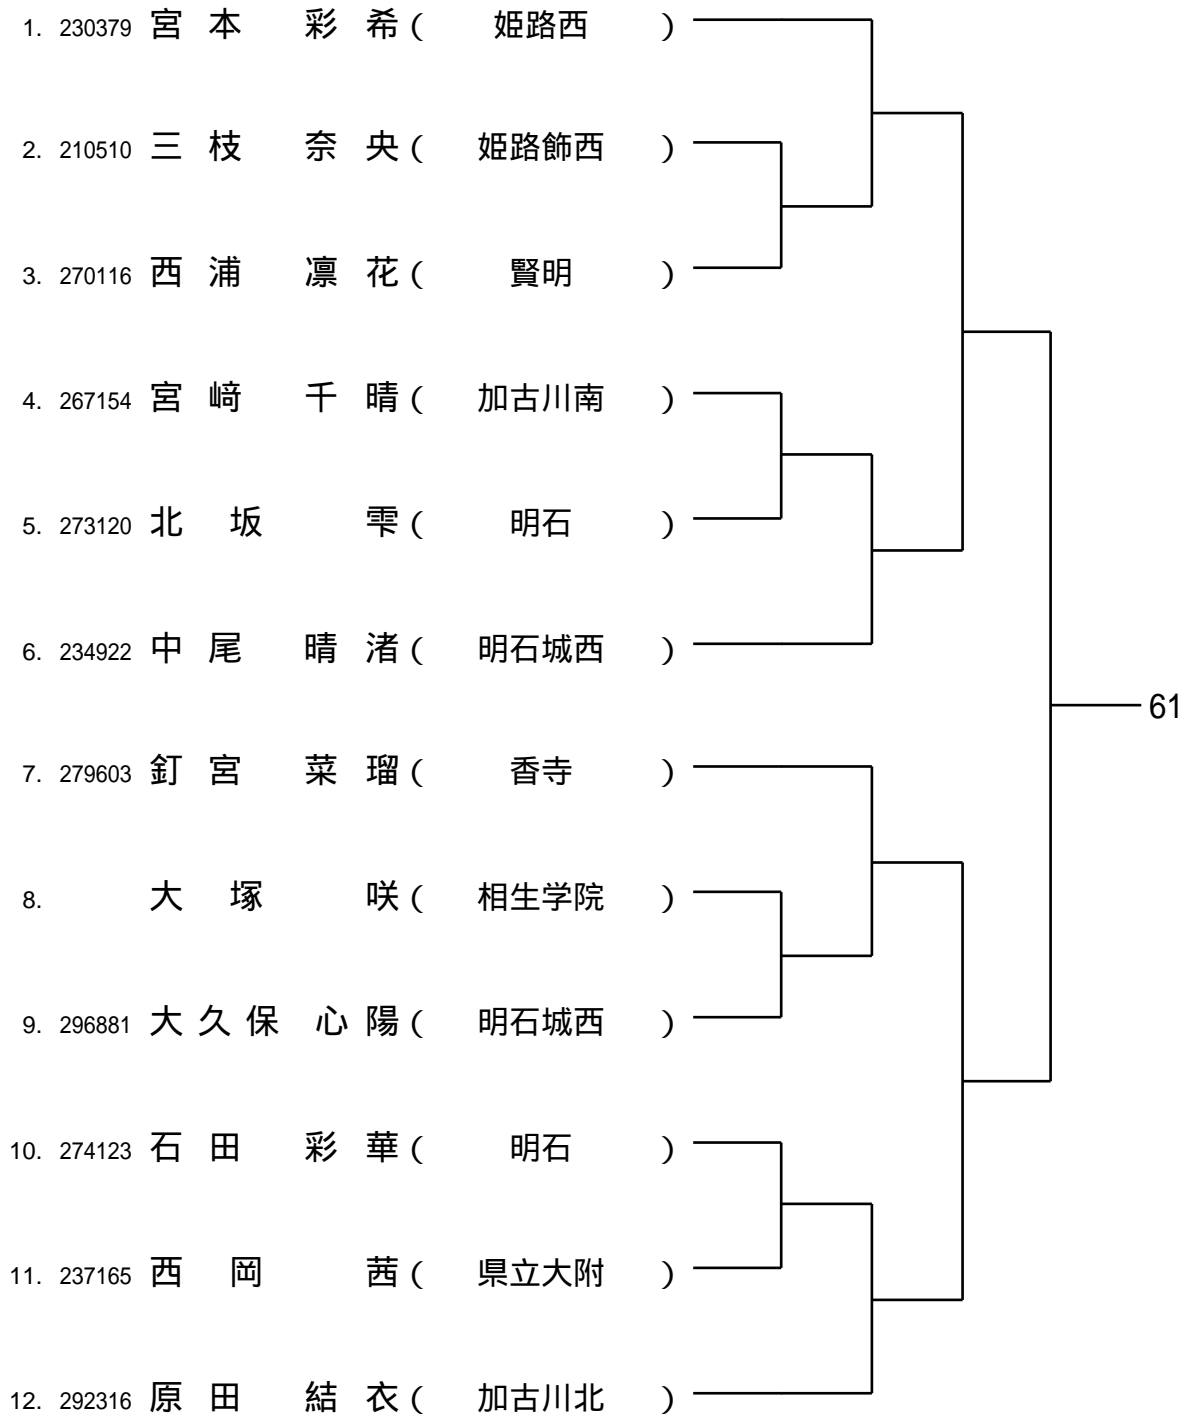 1. 230379 宮本 彩希( 姫路西 )
2. 210510 三枝 奈央( 姫路飾西 )
3. 270116 西浦 凛花( 賢明 )
4. 267154 宮﨑 千晴( 加古川南 )
5. 273120 北坂 雫( 明石 )
6. 234922 中尾 晴渚( 明石城西 )
61
7. 279603 釘宮 菜瑠( 香寺 )
8. 大塚 咲( 相生学院 )
9. 296881 大久保 心陽( 明石城西 )
10. 274123 石田 彩華( 明石 )
11. 237165 西岡 茜( 県立大附 )
12. 292316 原田 結衣( 加古川北 )